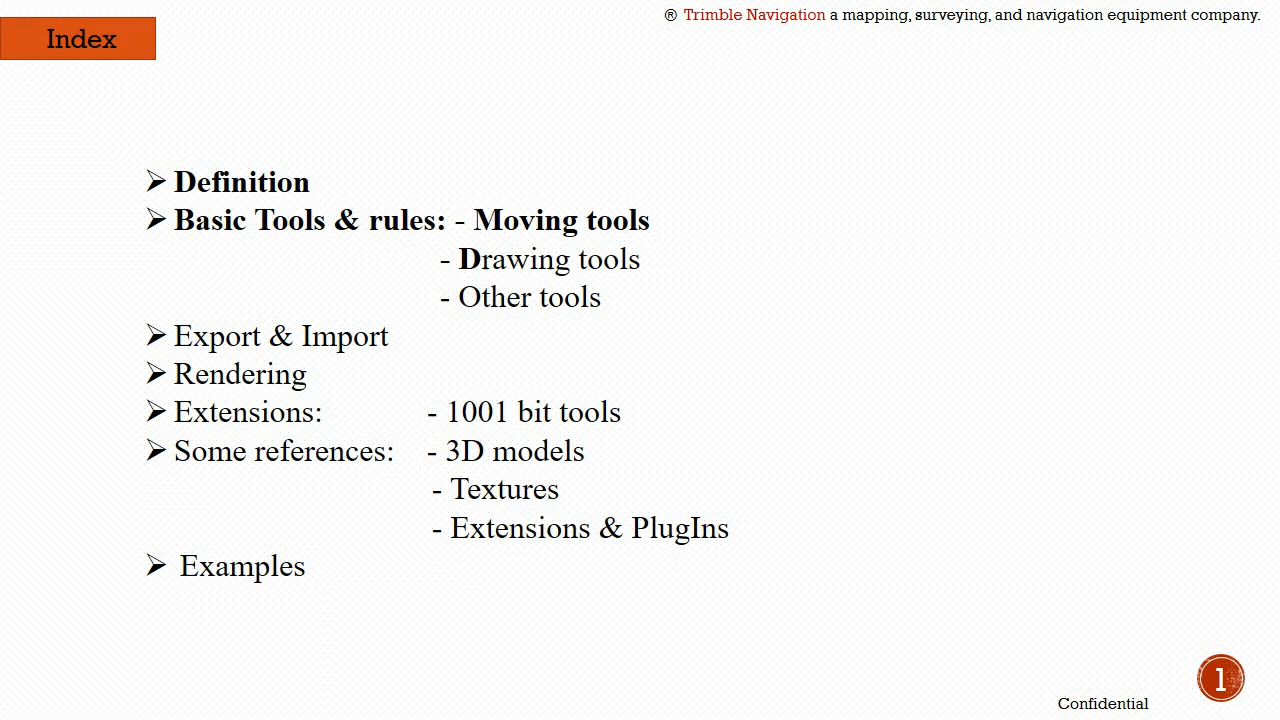 ® Trimble Navigation a mapping, surveying, and navigation equipment company.
Index
➢ Definition
➢ Basic Tools & rules: - Moving tools
- Drawing tools
- Other tools
➢ Export & Import
➢ Rendering
➢ Extensions: - 1001 bit tools
➢ Some references: - 3D models
- Textures
- Extensions & PlugIns
➢ Examples
1
Confidential